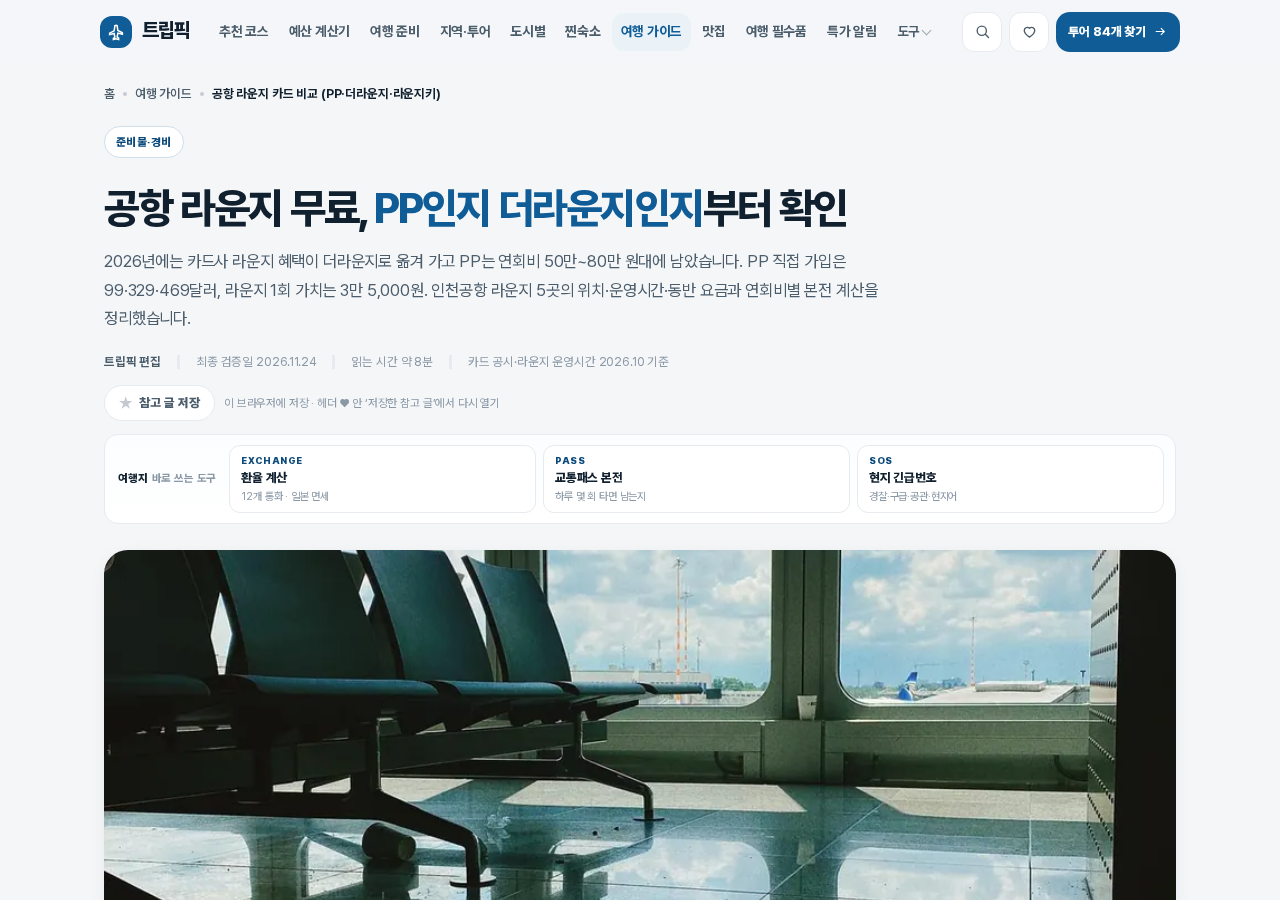 트립픽
추천 코스 예산 계산기 여행 준비 지역·투어 도시별 찐숙소 여행 가이드 맛집 여행 필수품 특가 알림 도구
투어 84개 찾기 →
홈 • 여행 가이드 • 공항 라운지 카드 비교 (PP·더라운지·라운지키)
준비물·경비
공항 라운지 무료, PP인지 더라운지인지부터 확인
2026년에는 카드사 라운지 혜택이 더라운지로 옮겨 가고 PP는 연회비 50만~80만 원대에 남았습니다. PP 직접 가입은
99·329·469달러, 라운지 1회 가치는 3만 5,000원. 인천공항 라운지 5곳의 위치·운영시간·동반 요금과 연회비별 본전 계산을
정리했습니다.
트립픽 편집 최종 검증일 2026.11.24 읽는 시간 약 8분 카드 공시·라운지 운영시간 2026.10 기준
★ 참고 글 저장 이 브라우저에 저장 · 헤더 ♥ 안 '저장한 참고 글'에서 다시 열기
여행지 바로 쓰는 도구
EXCHANGE
환율 계산
12개 통화 · 일본 면세
PASS
교통패스 본전
하루 몇 회 타면 남는지
SOS
현지 긴급번호
경찰·구급·공관·현지어